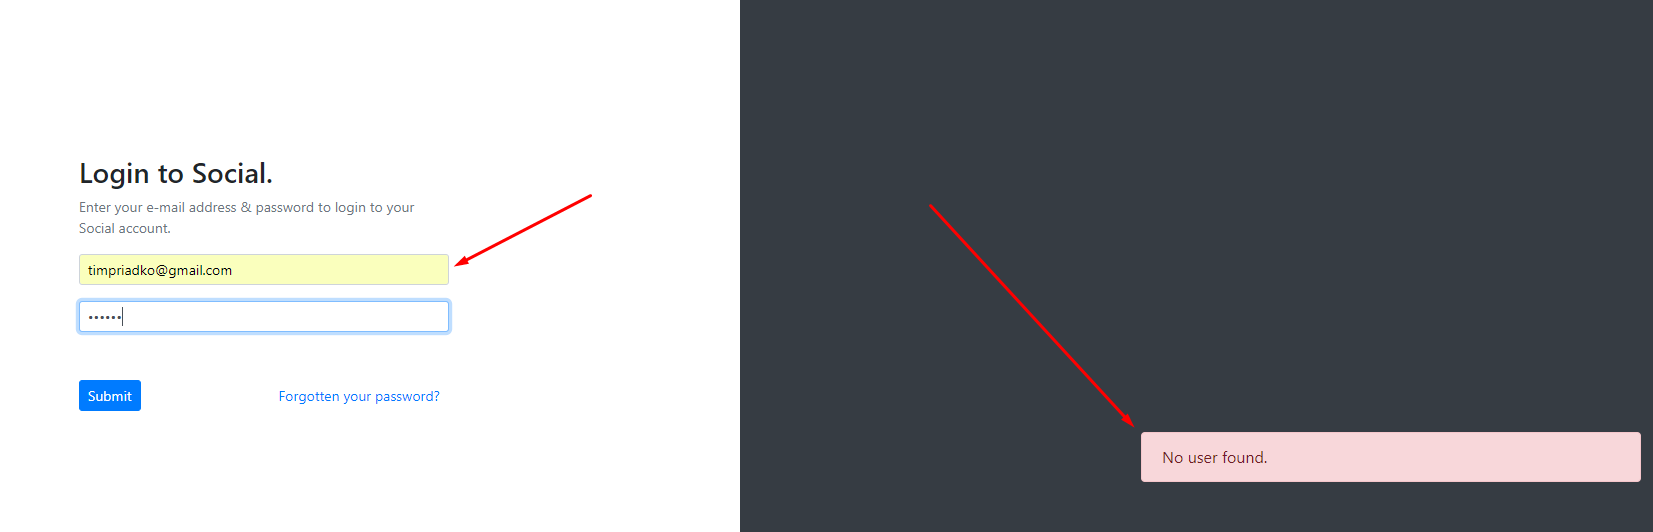 Login to Social.
Enter your e-mail address & password to login to your
Social account.
timpriadko@gmail.com
••••••
Submit
Forgotten your password?
No user found.